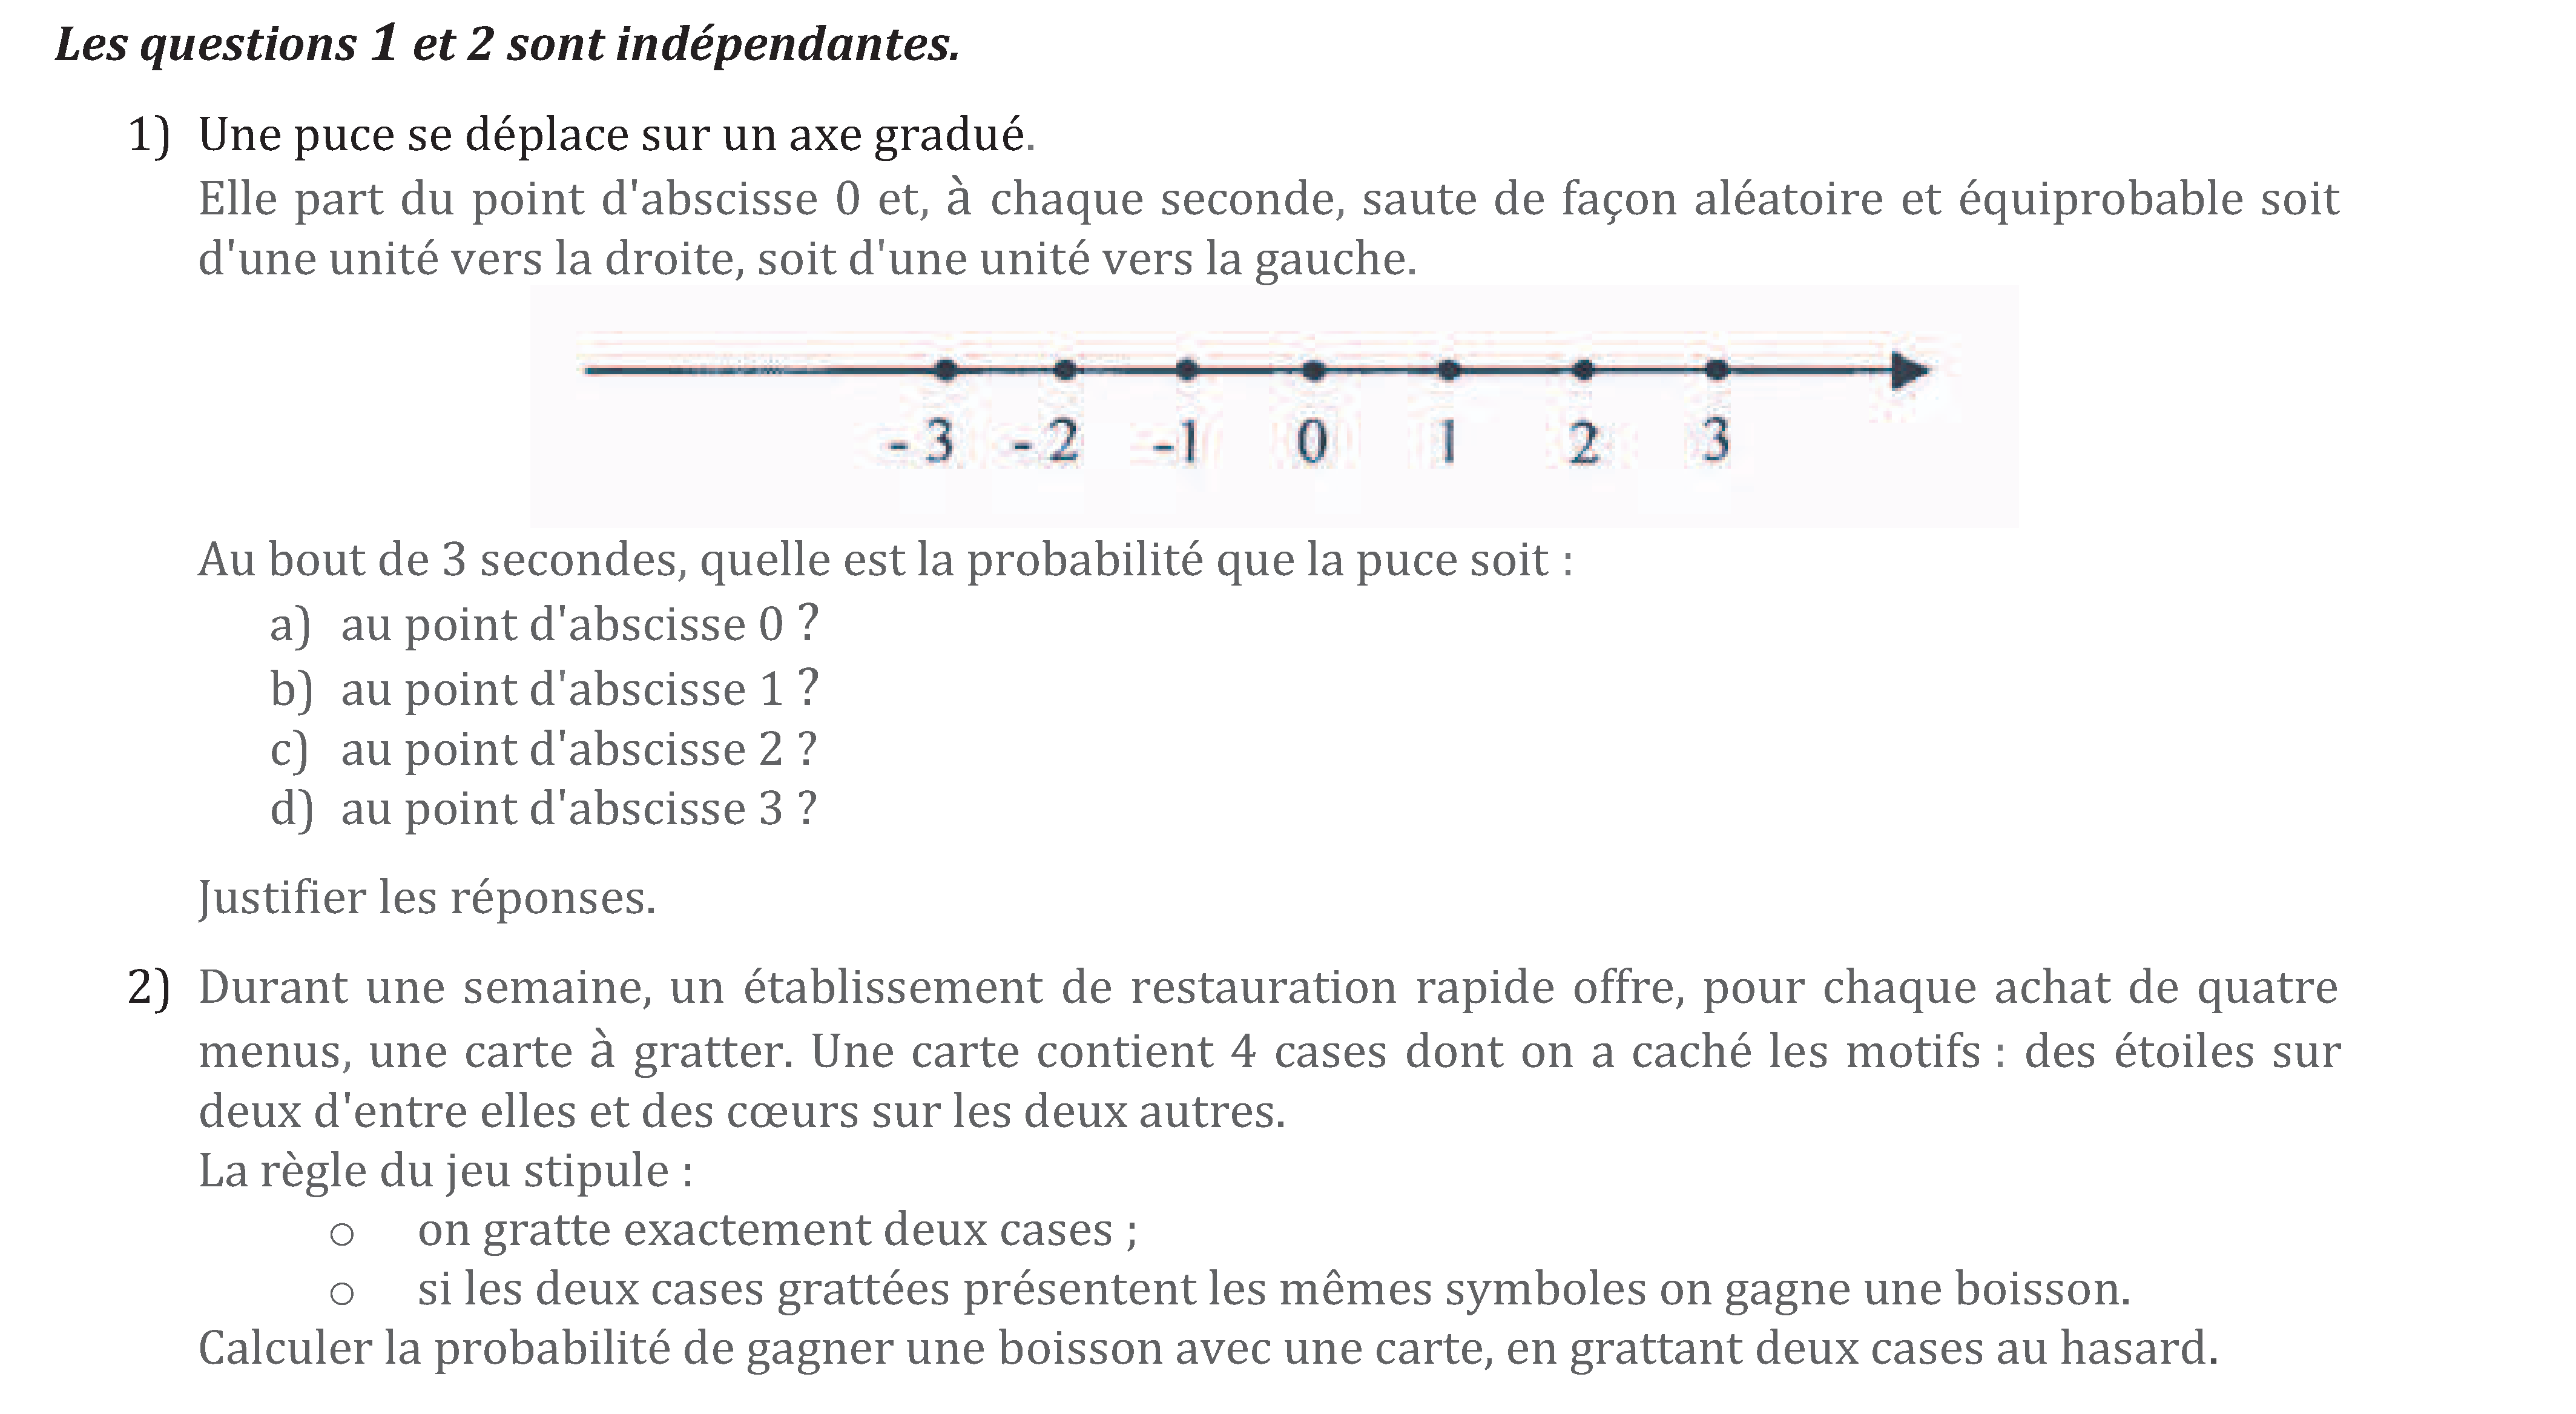 Les questions 1 et 2 sont indépendantes.
1) Une puce se déplace sur un axe gradué.
Elle part du point d'abscisse 0 et, à chaque seconde, saute de façon aléatoire et équiprobable soit
d'une unité vers la droite, soit d'une unité vers la gauche.
- 3 - 2 -1 0 1 2 3
Au bout de 3 secondes, quelle est la probabilité que la puce soit :
a) au point d'abscisse 0 ?
b) au point d'abscisse 1 ?
c) au point d'abscisse 2 ?
d) au point d'abscisse 3 ?
Justifier les réponses.
2) Durant une semaine, un établissement de restauration rapide offre, pour chaque achat de quatre
menus, une carte à gratter. Une carte contient 4 cases dont on a caché les motifs : des étoiles sur
deux d'entre elles et des cœurs sur les deux autres.
La règle du jeu stipule :
o on gratte exactement deux cases ;
o si les deux cases grattées présentent les mêmes symboles on gagne une boisson.
Calculer la probabilité de gagner une boisson avec une carte, en grattant deux cases au hasard.